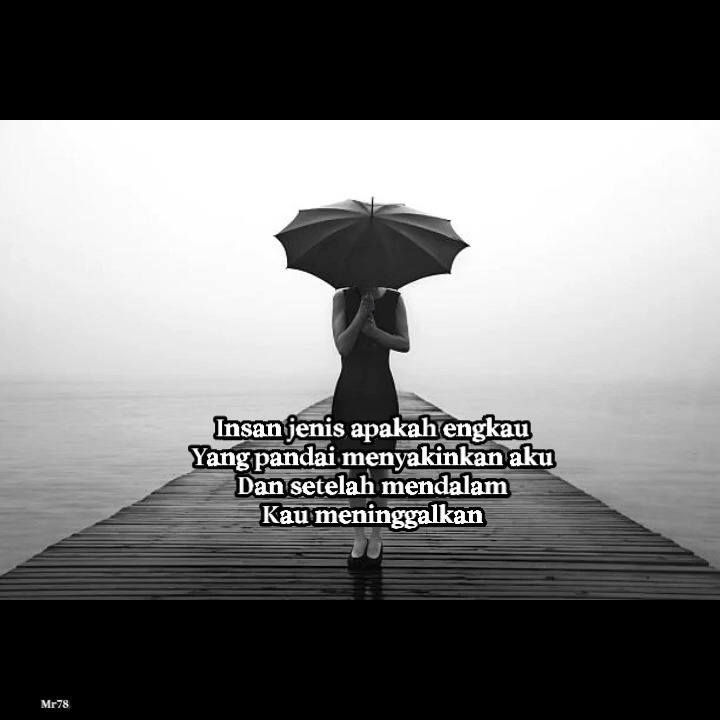 Insan jenis apakah engkau
Yang pandai menyakinkan aku
Dan setelah mendalam
Kau meninggalkan
Mr78